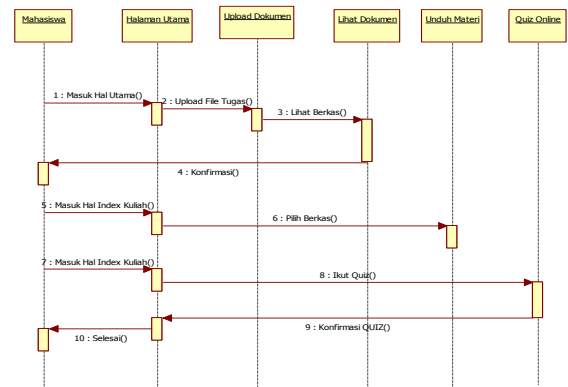 Mahasiswa
Halaman Utama
Upload Dokumen
Lihat Dokumen
Unduh Materi
Quiz Online
1 : Masuk Hal Utama()
2 : Upload File Tugas()
3 : Lihat Berkas()
4 : Konfirmasi()
5 : Masuk Hal Index Kuliah()
6 : Pilih Berkas()
7 : Masuk Hal Index Kuliah()
8 : Ikut Quiz()
9 : Konfirmasi QUIZ()
10 : Selesai()